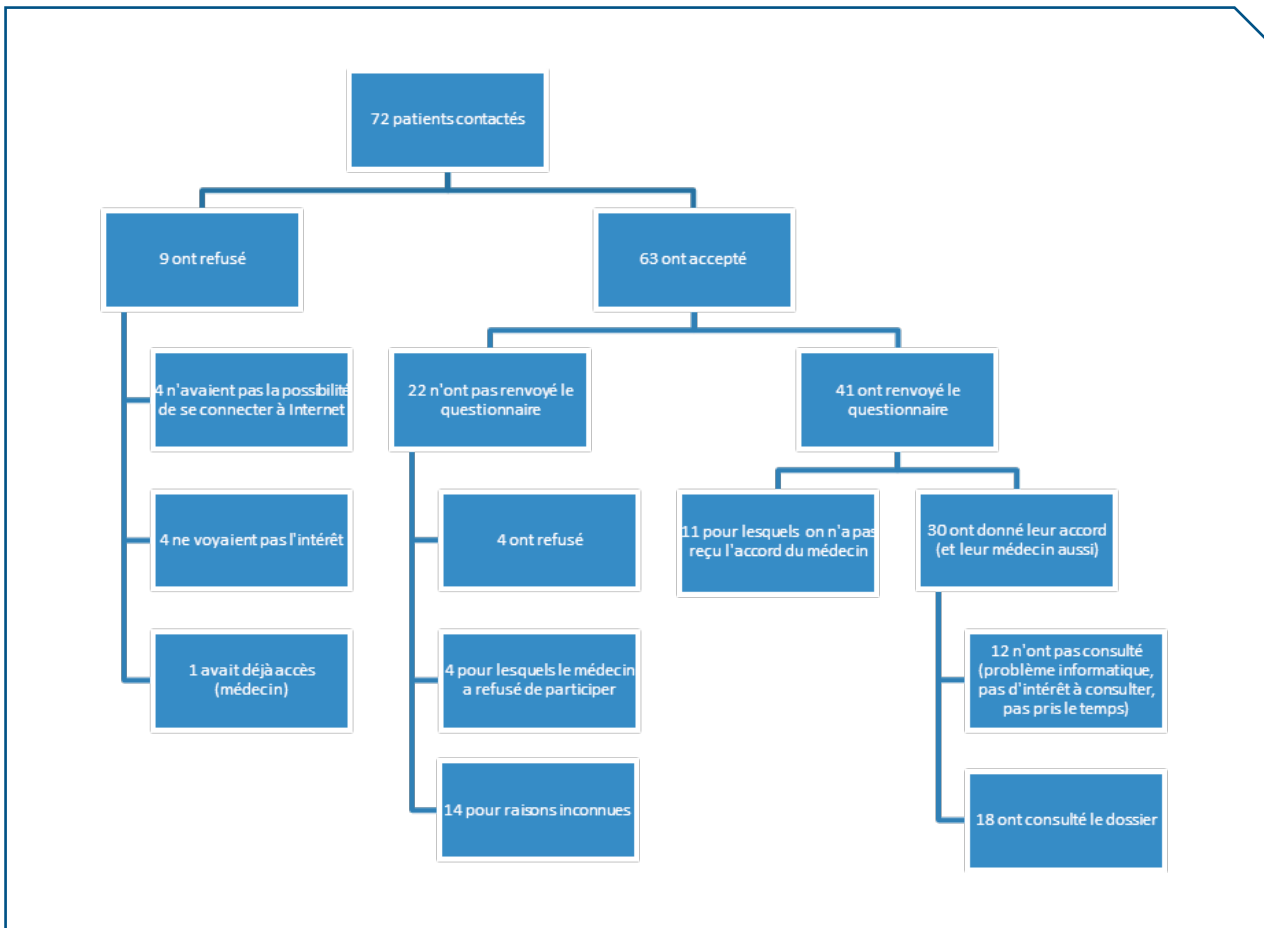 72 patients contactés
9 ont refusé
63 ont accepté
4 n'avaient pas la possibilité
de se connecter à Internet
4 ne voyaient pas l'intérêt
1 avait déjà accès
(médecin)
22 n'ont pas renvoyé le
questionnaire
4 ont refusé
4 pour lesquels le médecin
a refusé de participer
14 pour raisons inconnues
41 ont renvoyé le
questionnaire
11 pour lesquels on n'a pas
reçu l'accord du médecin
30 ont donné leur accord
(et leur médecin aussi)
12 n'ont pas consulté
(problème informatique,
pas d'intérêt à consulter,
pas pris le temps)
18 ont consulté le dossier